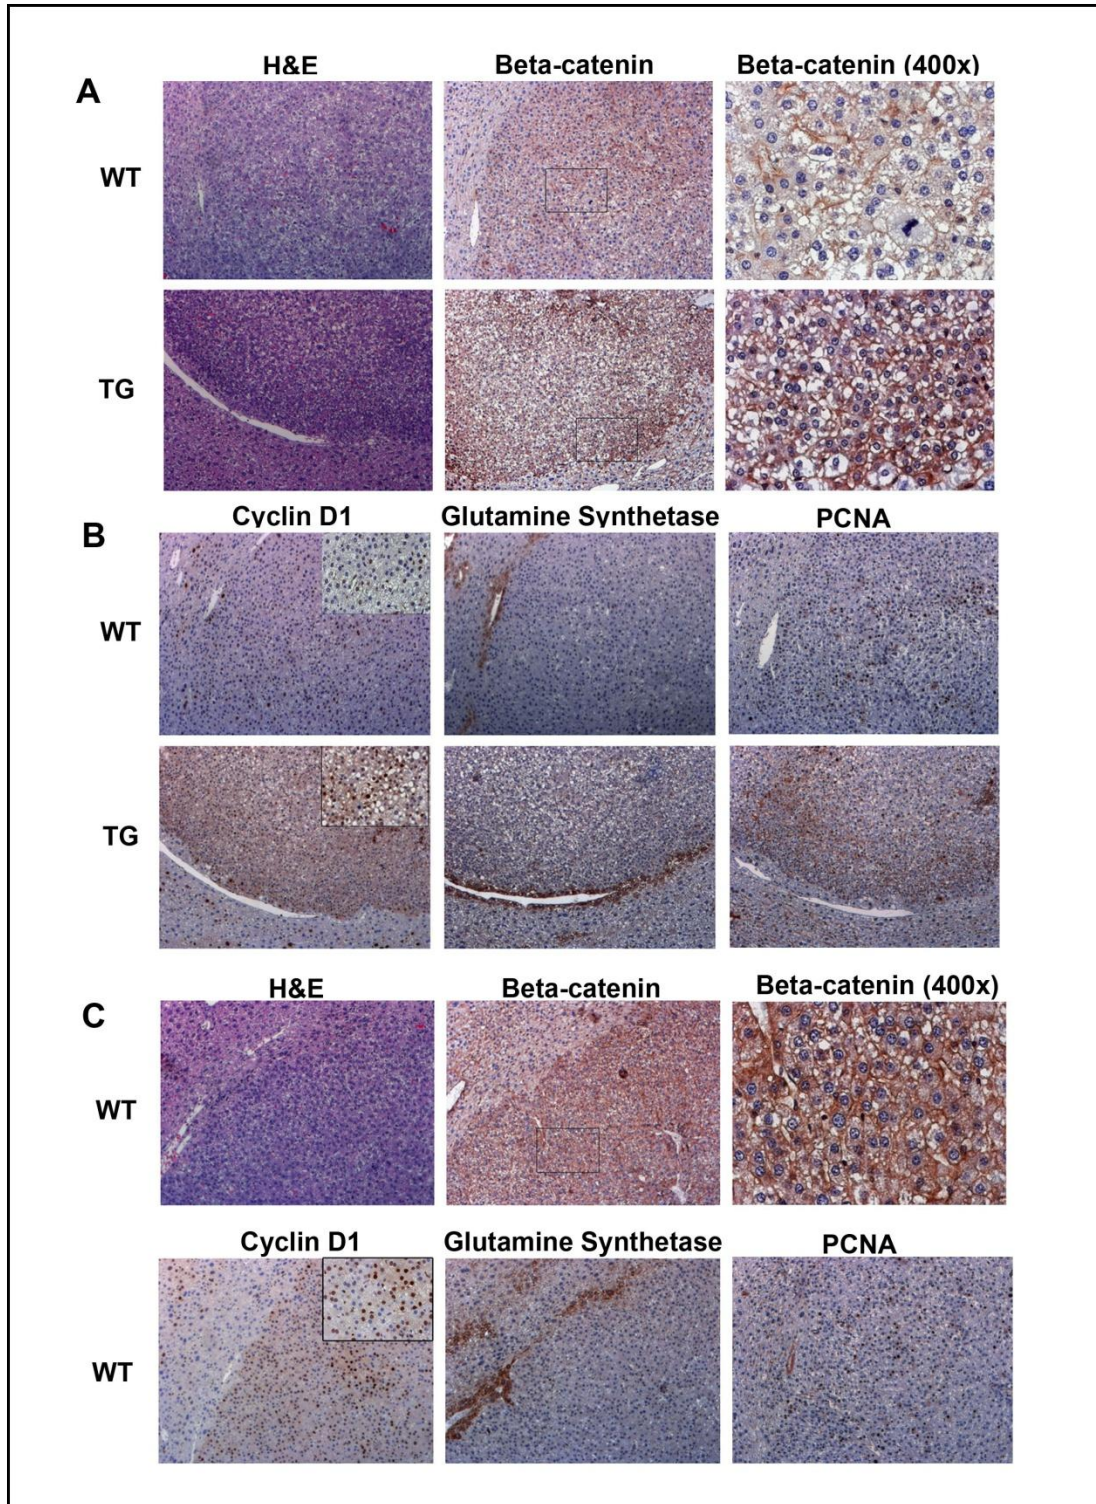 H&E Beta-catenin Beta-catenin (400x)
A
WT
TG
Cyclin D1 Glutamine Synthetase PCNA
B
WT
TG
H&E Beta-catenin Beta-catenin (400x)
C
WT
Cyclin D1 Glutamine Synthetase PCNA
WT